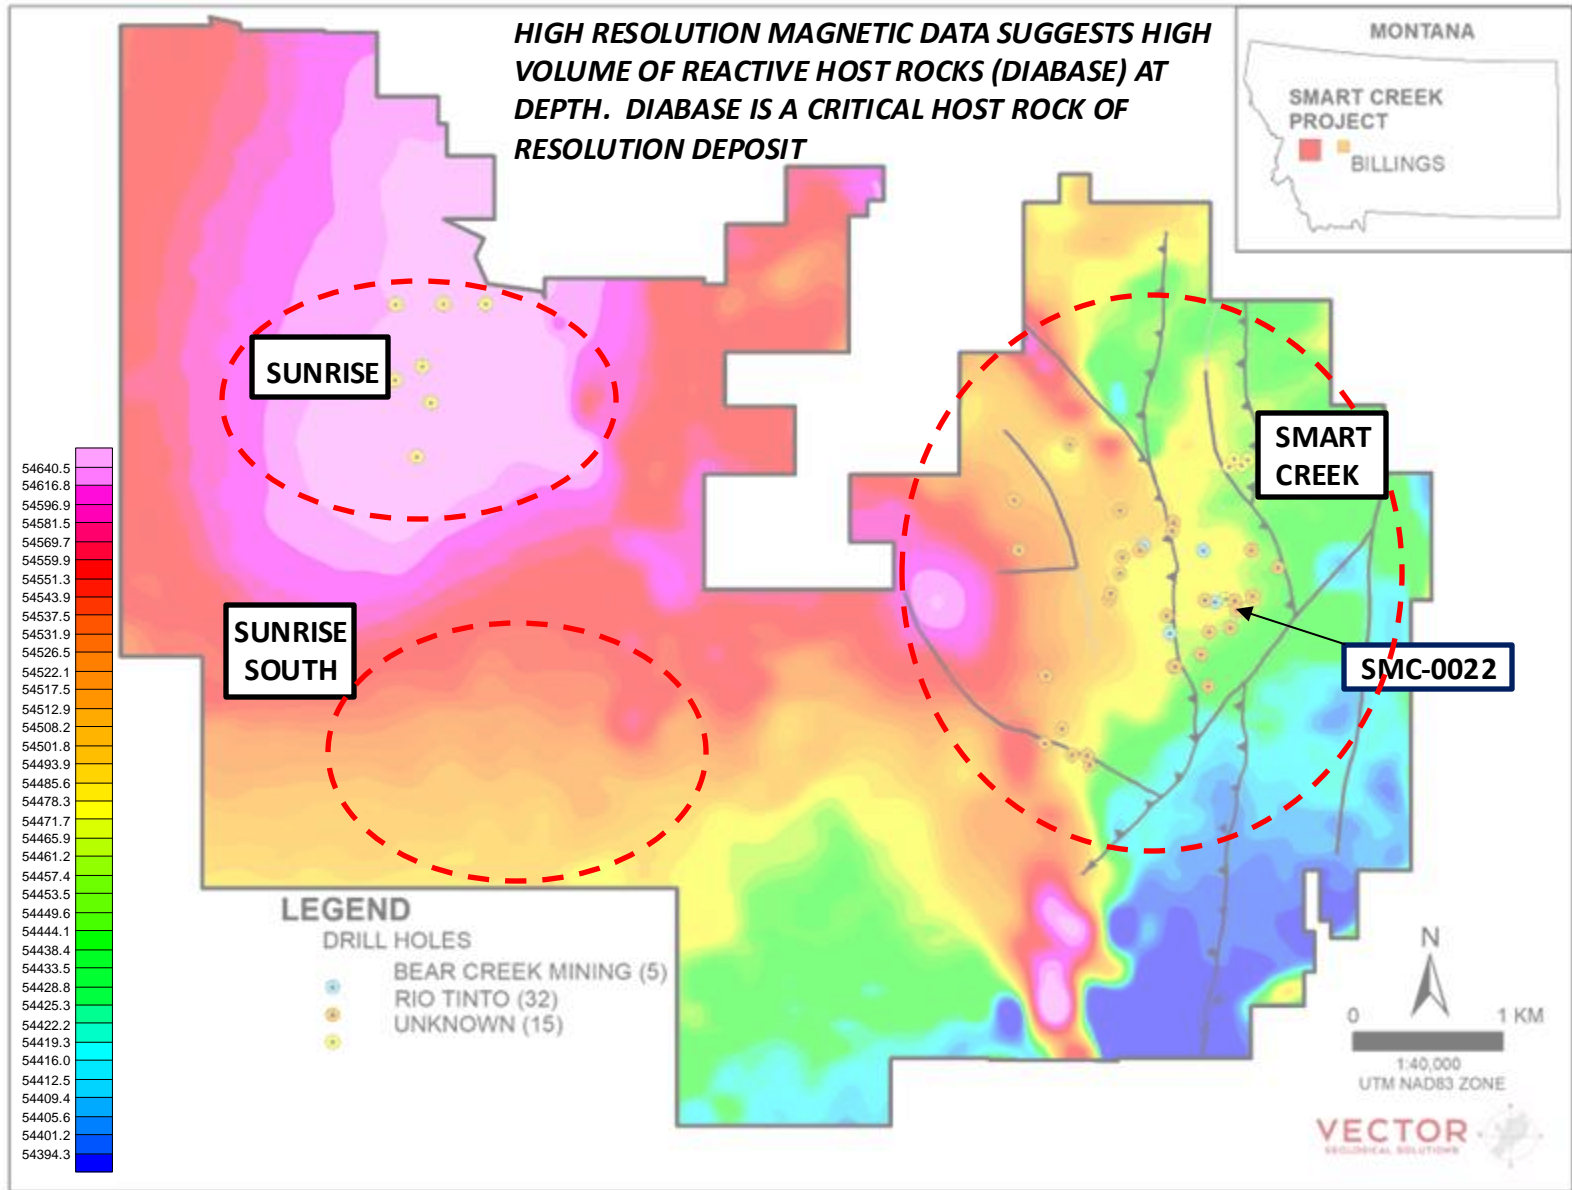 HIGH RESOLUTION MAGNETIC DATA SUGGESTS HIGH
VOLUME OF REACTIVE HOST ROCKS (DIABASE) AT
DEPTH. DIABASE IS A CRITICAL HOST ROCK OF
RESOLUTION DEPOSIT
MONTANA
SMART CREEK
PROJECT
BILLINGS
SUNRISE
SMART
CREEK
SUNRISE
SOUTH
SMC-0022
54640.5
54616.8
54596.9
54581.5
54569.7
54559.9
54551.3
54543.9
54537.5
54531.9
54526.5
54522.1
54517.5
54512.9
54508.2
54501.8
54493.9
54485.6
54478.3
54471.7
54465.9
54461.2
54457.4
54453.5
54449.6
54444.1
54438.4
54433.5
54428.8
54425.3
54422.2
54419.3
54416.0
54412.5
54409.4
54405.6
54401.2
54394.3
LEGEND
DRILL HOLES
BEAR CREEK MINING (5)
RIO TINTO (32)
UNKNOWN (15)
N
0 1 KM
1:40,000
UTM NAD83 ZONE
VECTOR
GEOLOGICAL SOLUTIONS